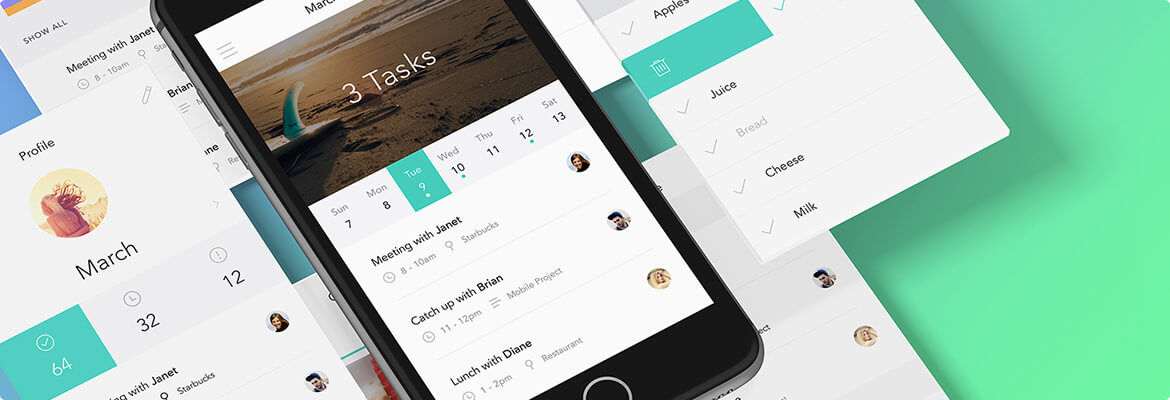 SHOW ALL
Meeting with Janet
8 - 10am
Starbucks
Profile
March
64
32
12
Meeting with Janet
8 - 10am
Starbucks
3 Tasks
Sun
7
Mon
8
Tue
9
Wed
10
Thu
11
Fri
12
Sat
13
Meeting with Janet
8 - 10am
Starbucks
Catch up with Brian
11 - 12pm
Mobile Project
Lunch with Diane
1 - 2pm
Restaurant
Apples
Juice
Bread
Cheese
Milk